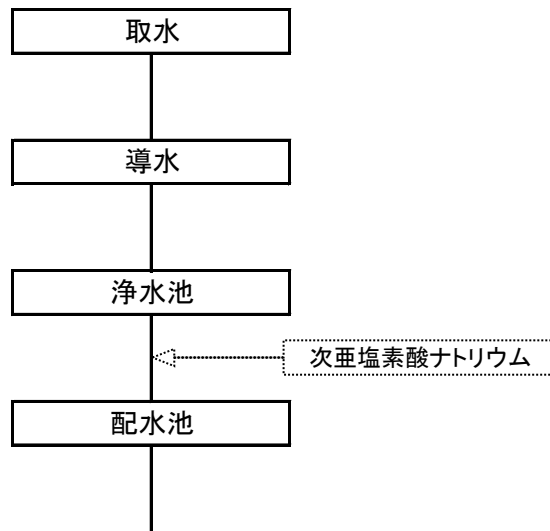 取水
導水
浄水池
次亜塩素酸ナトリウム
配水池